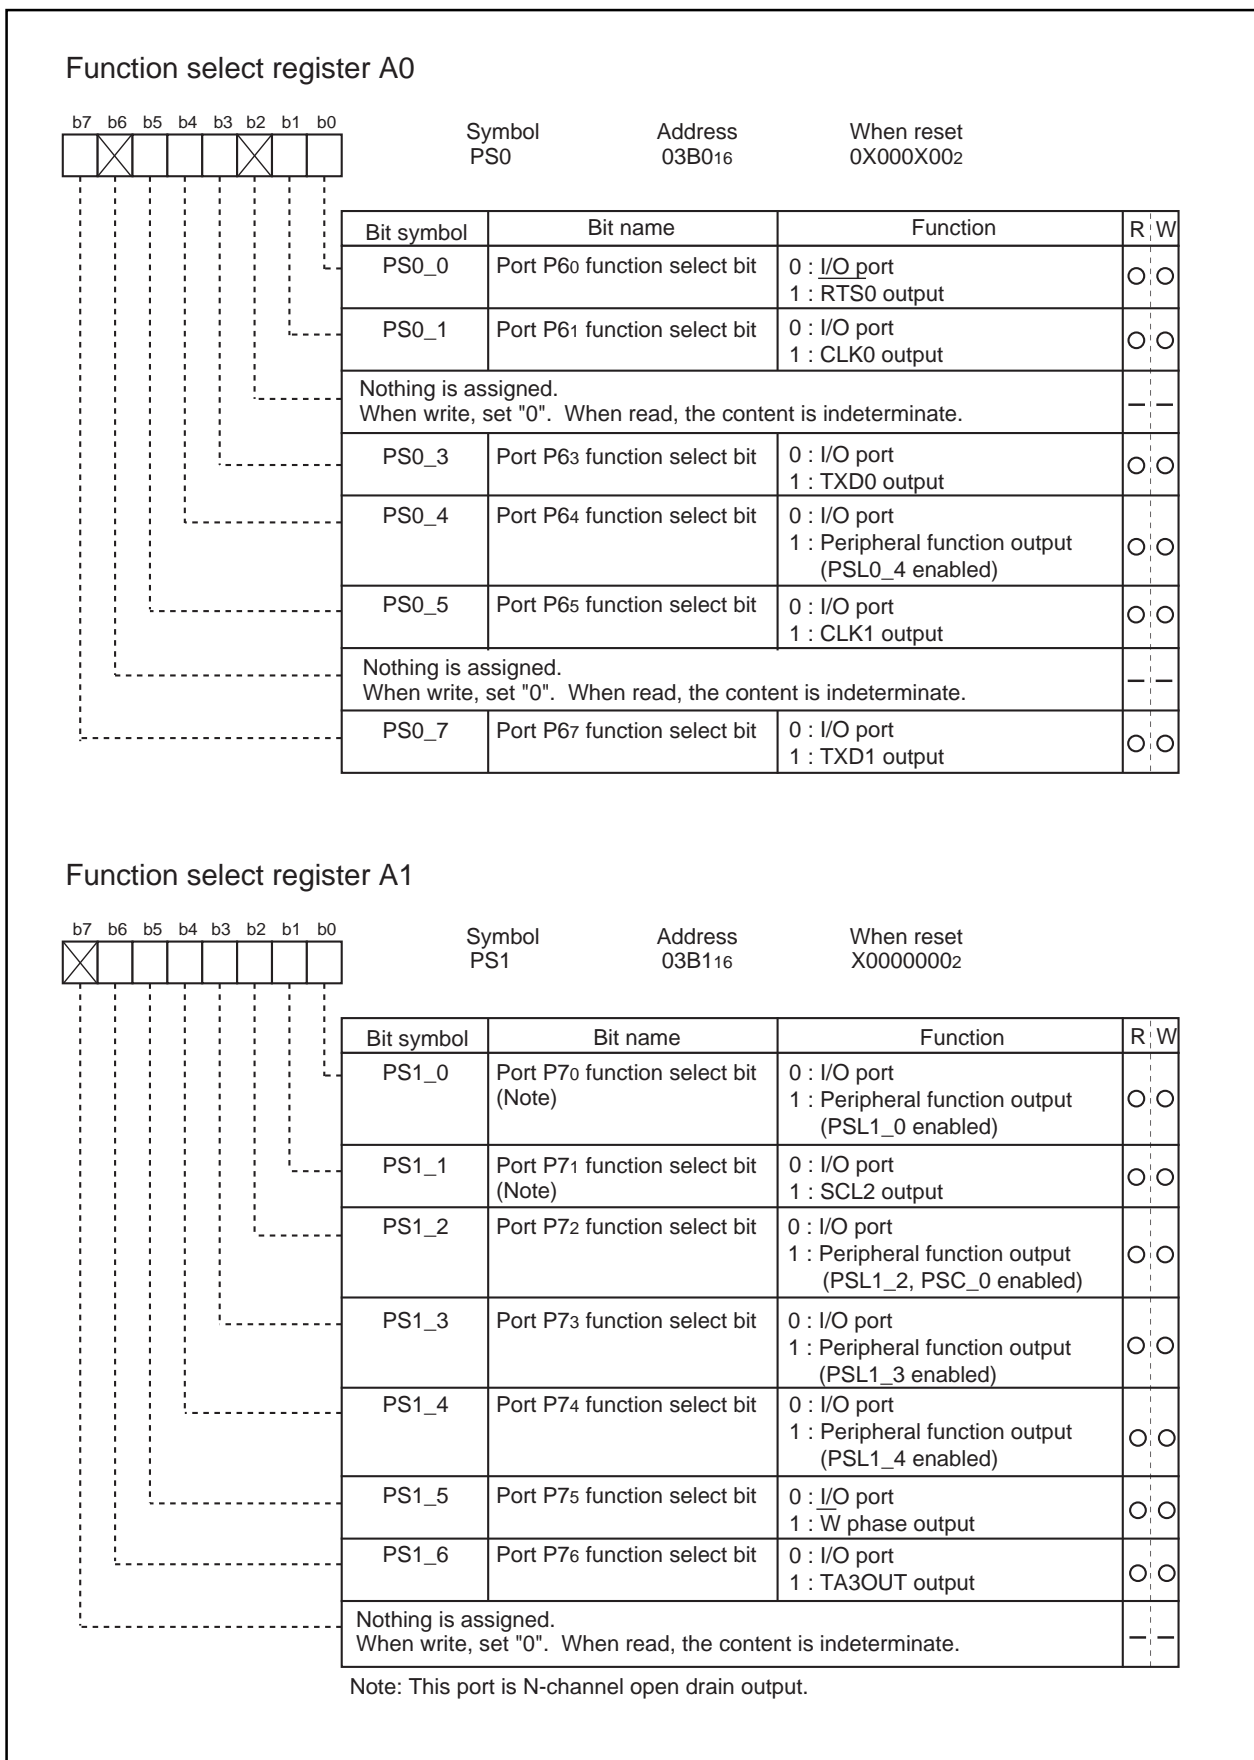 Function select register A0
b7 b6 b5 b4 b3 b2 b1 b0
Symbol Address When reset
PS0 03B016 0X000X002
Bit symbol Bit name Function R W
PS0_0 Port P60 function select bit 0 : I/O port
1 : RTS0 output
PS0_1 Port P61 function select bit 0 : I/O port
1 : CLK0 output
Nothing is assigned.
When write, set "0". When read, the content is indeterminate.
PS0_3 Port P63 function select bit 0 : I/O port
1 : TXD0 output
PS0_4 Port P64 function select bit 0 : I/O port
1 : Peripheral function output
(PSL0_4 enabled)
PS0_5 Port P65 function select bit 0 : I/O port
1 : CLK1 output
Nothing is assigned.
When write, set "0". When read, the content is indeterminate.
PS0_7 Port P67 function select bit 0 : I/O port
1 : TXD1 output
Function select register A1
b7 b6 b5 b4 b3 b2 b1 b0
Symbol Address When reset
PS1 03B116 X00000002
Bit symbol Bit name Function R W
PS1_0 Port P70 function select bit 0 : I/O port
(Note) 1 : Peripheral function output
(PSL1_0 enabled)
PS1_1 Port P71 function select bit 0 : I/O port
(Note) 1 : SCL2 output
PS1_2 Port P72 function select bit 0 : I/O port
1 : Peripheral function output
(PSL1_2, PSC_0 enabled)
PS1_3 Port P73 function select bit 0 : I/O port
1 : Peripheral function output
(PSL1_3 enabled)
PS1_4 Port P74 function select bit 0 : I/O port
1 : Peripheral function output
(PSL1_4 enabled)
PS1_5 Port P75 function select bit 0 : I/O port
1 : W̅ phase output
PS1_6 Port P76 function select bit 0 : I/O port
1 : TA3OUT output
Nothing is assigned.
When write, set "0". When read, the content is indeterminate.
Note: This port is N-channel open drain output.